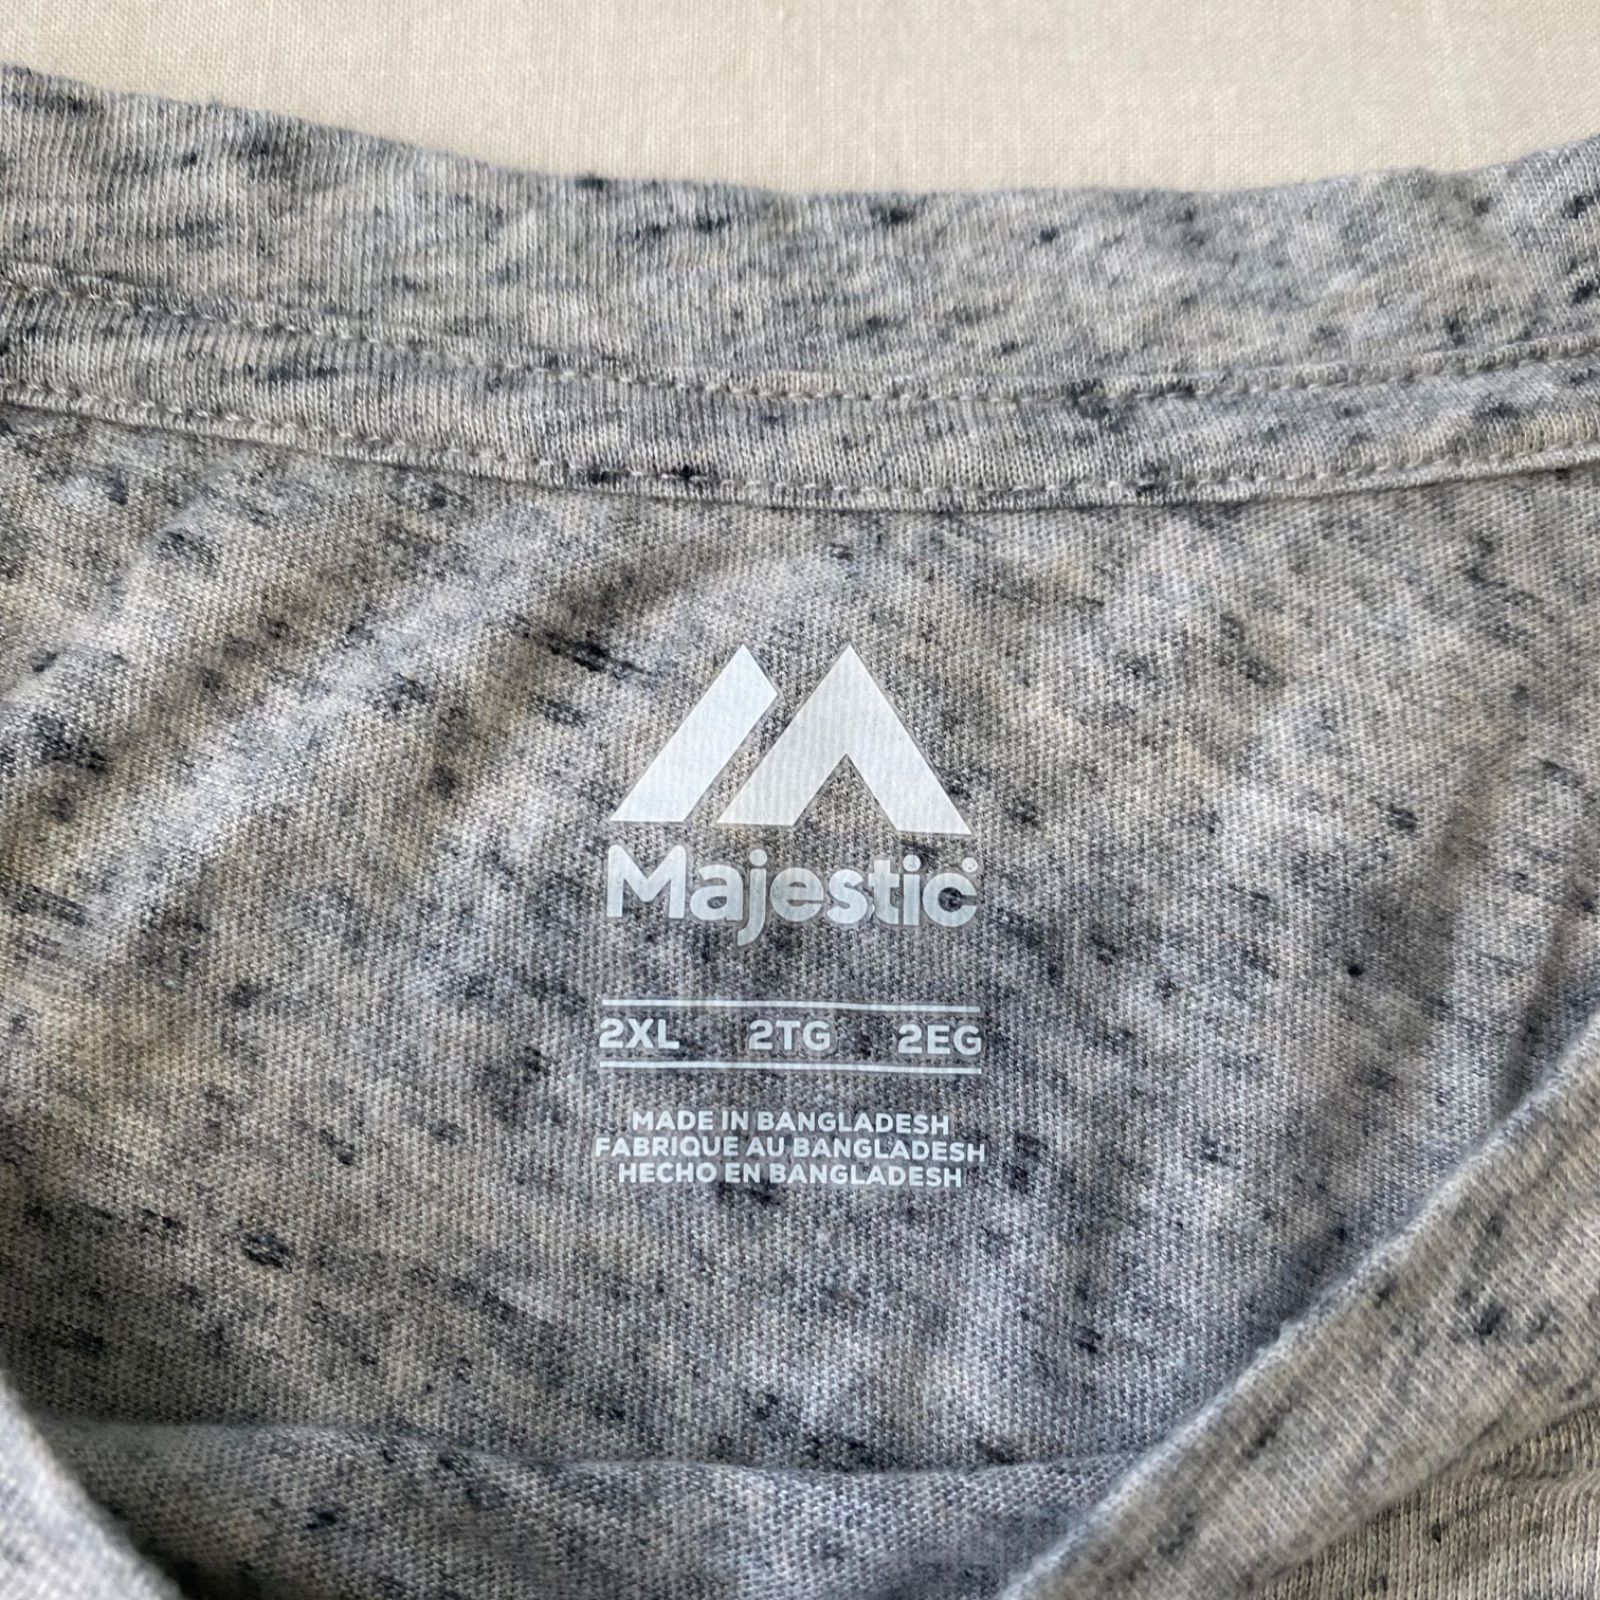 Majestic®
2XL 2TG 2EG
MADE IN BANGLADESH
FABRIQUE AU BANGLADESH
HECHO EN BANGLADESH